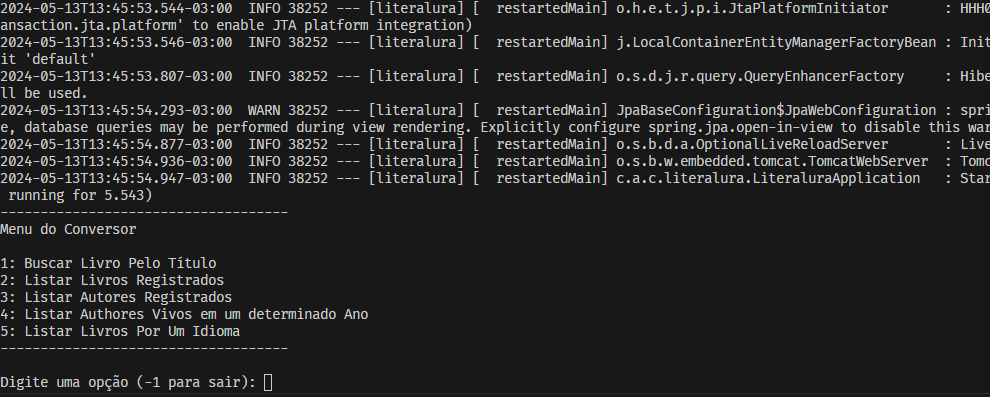 2024-05-13T13:45:53.544-03:00  INFO 38252 --- [literalura] [  restartedMain] o.h.e.t.j.p.i.JtaPlatformInitiator       : HHH0
ansaction.jta.platform' to enable JTA platform integration)
2024-05-13T13:45:53.546-03:00  INFO 38252 --- [literalura] [  restartedMain] j.LocalContainerEntityManagerFactoryBean : Init
it 'default'
2024-05-13T13:45:53.807-03:00  INFO 38252 --- [literalura] [  restartedMain] o.s.d.j.r.query.QueryEnhancerFactory     : Hibe
ll be used.
2024-05-13T13:45:54.293-03:00  WARN 38252 --- [literalura] [  restartedMain] JpaBaseConfiguration$JpaWebConfiguration : spri
e, database queries may be performed during view rendering. Explicitly configure spring.jpa.open-in-view to disable this war
2024-05-13T13:45:54.877-03:00  INFO 38252 --- [literalura] [  restartedMain] o.s.b.d.a.OptionalLiveReloadServer       : Live
2024-05-13T13:45:54.936-03:00  INFO 38252 --- [literalura] [  restartedMain] o.s.b.w.embedded.tomcat.TomcatWebServer  : Tomc
2024-05-13T13:45:54.947-03:00  INFO 38252 --- [literalura] [  restartedMain] c.a.c.literalura.LiteraluraApplication   : Star
 running for 5.543)
------------------------------------
Menu do Conversor

1: Buscar Livro Pelo Título
2: Listar Livros Registrados
3: Listar Autores Registrados
4: Listar Authores Vivos em um determinado Ano
5: Listar Livros Por Um Idioma
------------------------------------

Digite uma opção (-1 para sair):